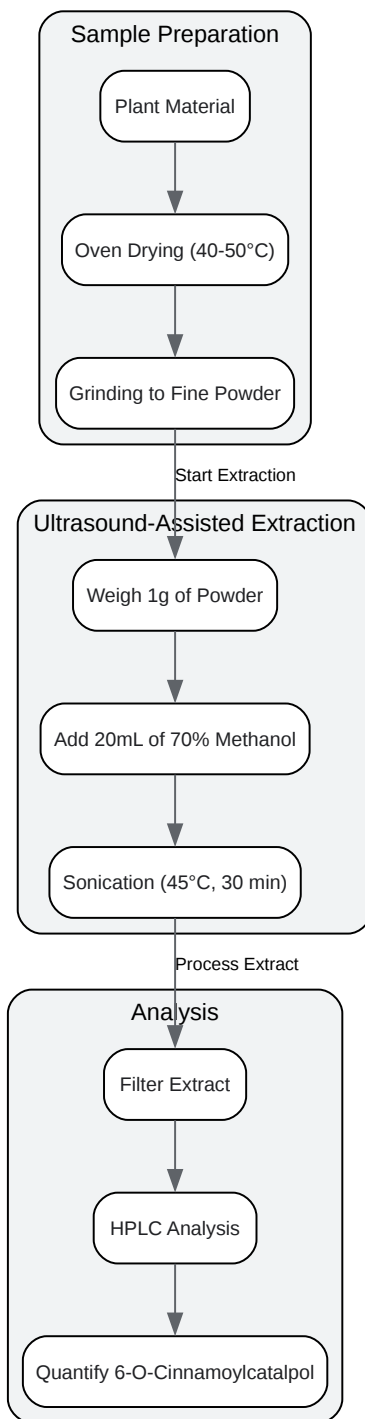 Sample Preparation
Plant Material
Oven Drying (40-50°C)
Grinding to Fine Powder
Start Extraction
Ultrasound-Assisted Extraction
Weigh 1g of Powder
Add 20mL of 70% Methanol
Sonication (45°C, 30 min)
Process Extract
Analysis
Filter Extract
HPLC Analysis
Quantify 6-O-Cinnamoylcatalpol